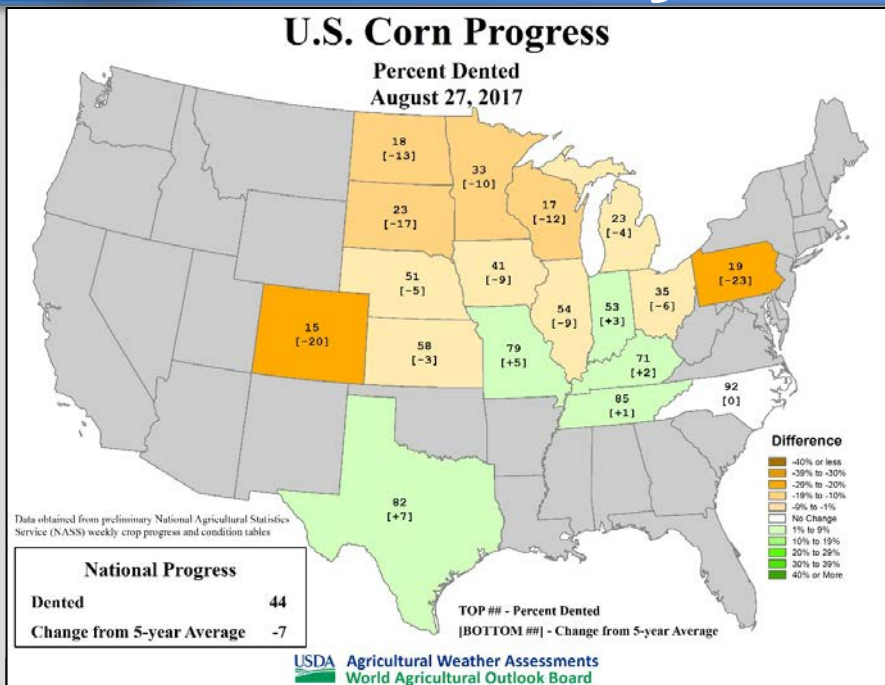 U.S. Corn Progress
Percent Dented
August 27, 2017
18
[-13]
33
[-10]
17
[-12]
23
[-4]
23
[-17]
19
[-23]
51
[-5]
41
[-9]
54
[-9]
53
[+3]
35
[-6]
15
[-20]
58
[-3]
79
[+5]
71
[+2]
85
[+1]
92
[0]
82
[+7]
Difference
-40% or less
-39% to -30%
-29% to -20%
-19% to -10%
-9% to -1%
No Change
1% to 9%
10% to 19%
20% to 29%
30% to 39%
40% or More
Data obtained from preliminary National Agricultural Statistics
Service (NASS) weekly crop progress and condition tables
National Progress
Dented 44
Change from 5-year Average -7
TOP ## - Percent Dented
[BOTTOM ##] - Change from 5-year Average
USDA Agricultural Weather Assessments
World Agricultural Outlook Board